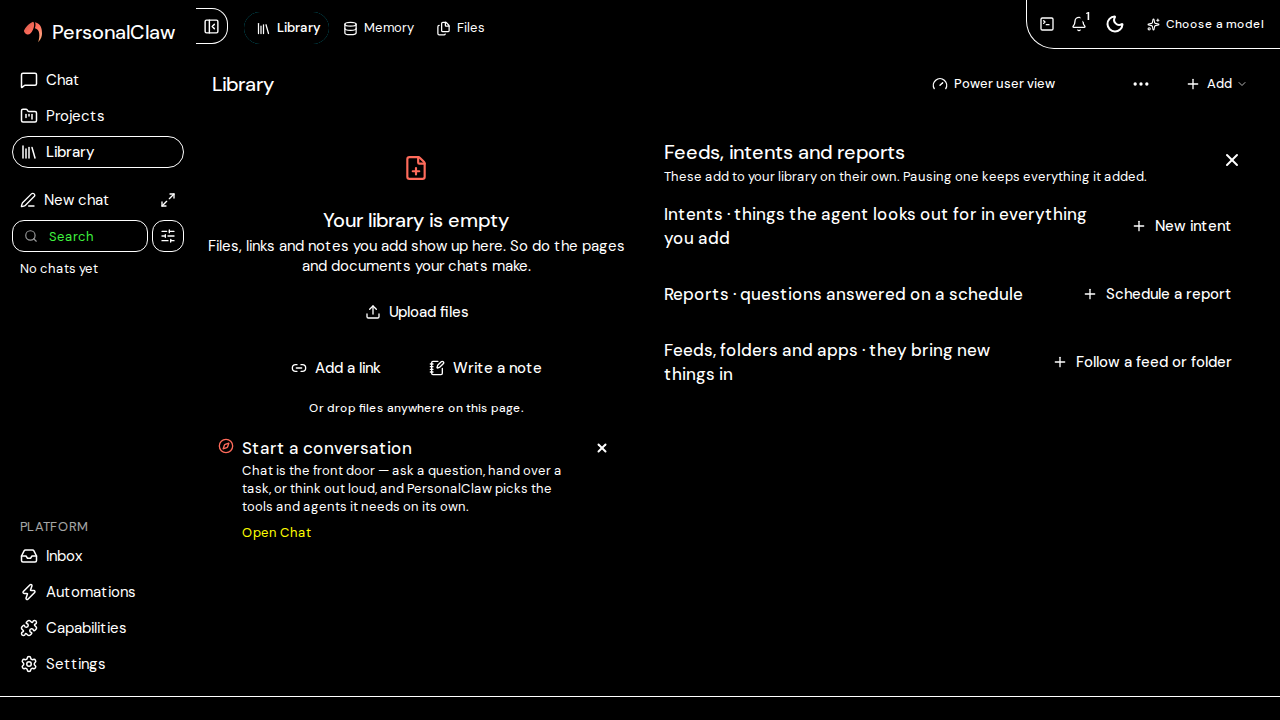 PersonalClaw
Library
Memory
Files
1
Choose a model
Chat
Projects
Library
New chat
Search
No chats yet
PLATFORM
Inbox
Automations
Capabilities
Settings
Library
Power user view
Add
Your library is empty
Files, links and notes you add show up here. So do the pages
and documents your chats make.
Upload files
Add a link
Write a note
Or drop files anywhere on this page.
Start a conversation
Chat is the front door — ask a question, hand over a
task, or think out loud, and PersonalClaw picks the
tools and agents it needs on its own.
Open Chat
Feeds, intents and reports
These add to your library on their own. Pausing one keeps everything it added.
Intents · things the agent looks out for in everything
you add
New intent
Reports · questions answered on a schedule
Schedule a report
Feeds, folders and apps · they bring new
things in
Follow a feed or folder